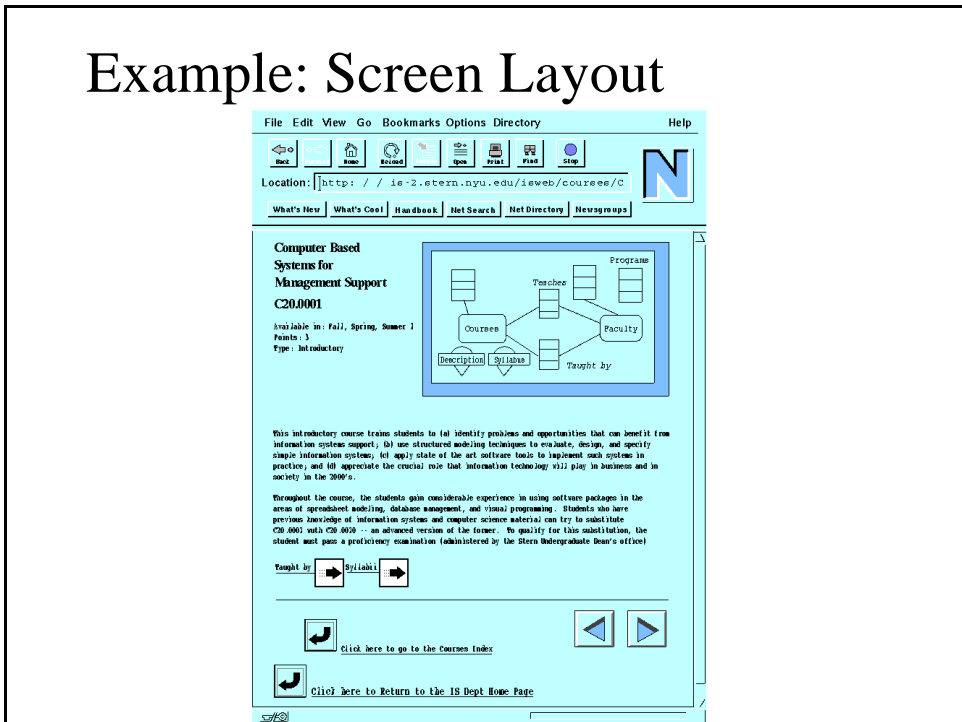 Example: Screen Layout
File Edit View Go Bookmarks Options Directory Help
Back Home Reload Open Print Find Stop
N
Location: http: / / is-2.stern.nyu.edu/isweb/courses/C
What's New What's Cool Handbook Net Search Net Directory Newsgroups
Computer Based
Systems for
Management Support
C20.0001
Available in: Fall, Spring, Summer I
Points: 3
Type: Introductory
Programs
Teaches
Courses
Faculty
Description
Syllabus
Taught by
This introductory course trains students to (a) identify problems and opportunities that can benefit from
information systems support; (b) use structured modeling techniques to evaluate, design, and specify
simple information systems; (c) apply state of the art software tools to implement such systems in
practice; and (d) appreciate the crucial role that information technology will play in business and in
society in the 2000's.
Throughout the course, the students gain considerable experience in using software packages in the
areas of spreadsheet modeling, database management, and visual programming. Students who have
previous knowledge of information systems and computer science material can try to substitute
C20.0001 with C20.0020 -- an advanced version of the former. To qualify for this substitution, the
student must pass a proficiency examination (administered by the Stern Undergraduate Dean's office)
Taught by Syllabii
Click here to go to the Courses Index
Click here to Return to the IS Dept Home Page